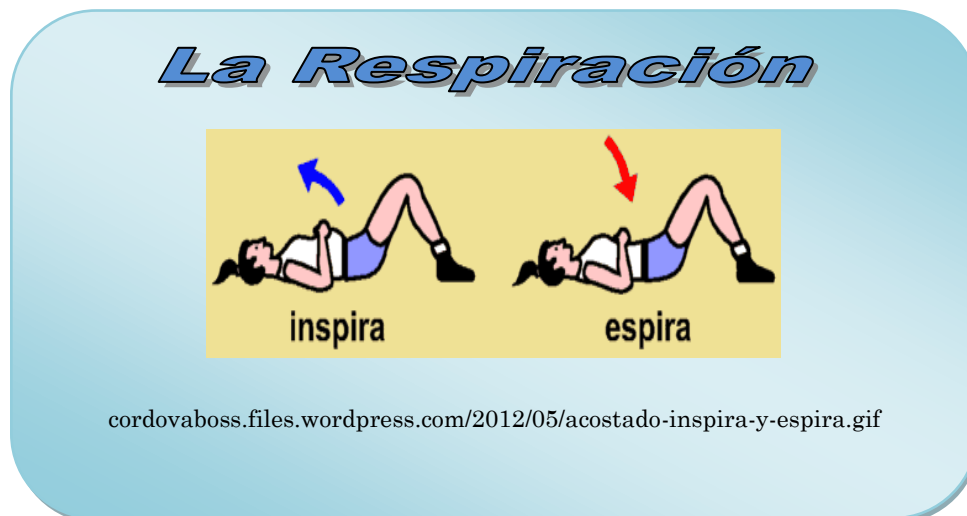 La Respiración
inspira espira
cordovaboss.files.wordpress.com/2012/05/acostado-inspira-y-espira.gif